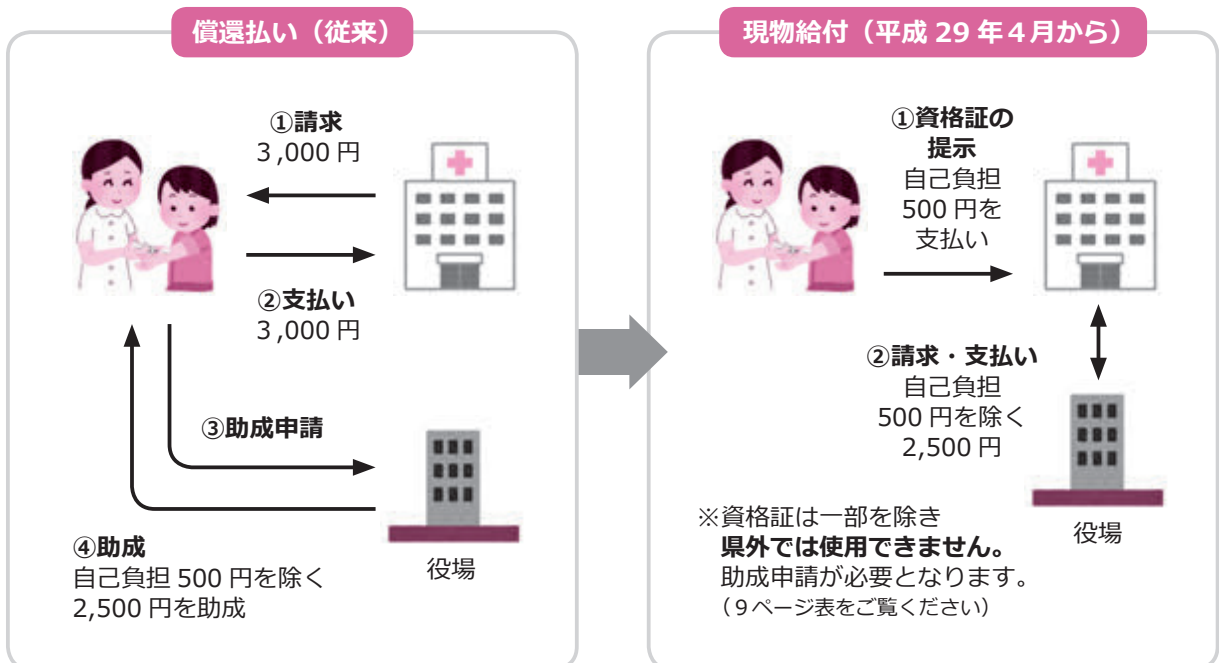 償還払い（従来）
①請求
3,000 円
②支払い
3,000 円
③助成申請
④助成
自己負担 500 円を除く
2,500 円を助成
役場
現物給付（平成 29 年４月から）
①資格証の
提示
自己負担
500 円を
支払い
②請求・支払い
自己負担
500 円を除く
2,500 円
※資格証は一部を除き
県外では使用できません。
助成申請が必要となります。
（９ページ表をご覧ください）
役場